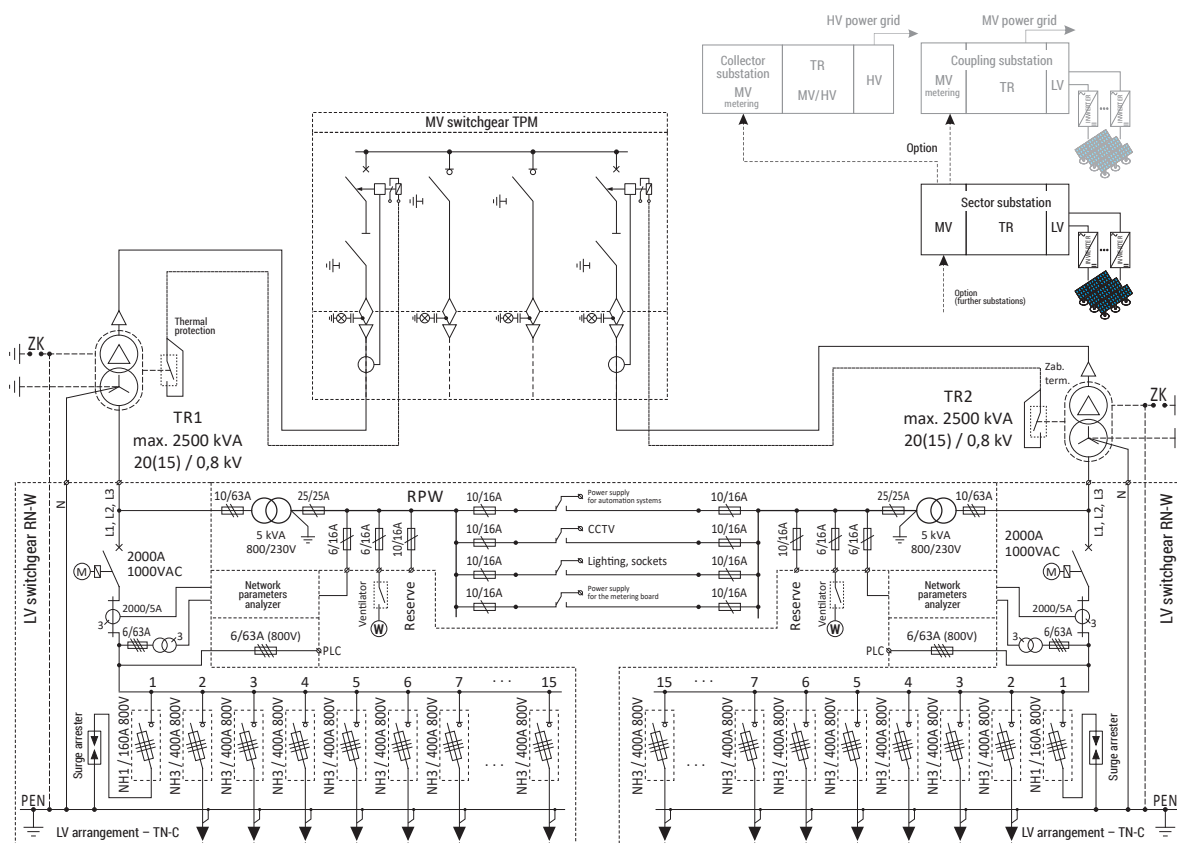 HV power grid
MV power grid
Collector
substation
MV
metering
TR
MV/HV
HV
Coupling substation
MV
metering
TR
LV
INVERTER
INVERTER
Option
Sector substation
MV
TR
LV
INVERTER
INVERTER
Option
(further substations)
MV switchgear TPM
Thermal
protection
ZK
TR1
max. 2500 kVA
20(15) / 0,8 kV
Zab.
term.
ZK
TR2
max. 2500 kVA
20(15) / 0,8 kV
LV switchgear RN-W
N
L1, L2, L3
10/63A
25/25A
5 kVA
800/230V
RPW
6/16A
6/16A
10/16A
10/16A
Power supply
for automation systems
10/16A
10/16A
CCTV
10/16A
10/16A
Lighting, sockets
10/16A
10/16A
Power supply
for the metering board
10/16A
10/16A
6/16A
6/16A
25/25A
10/63A
5 kVA
800/230V
L1, L2, L3
N
LV switchgear RN-W
2000A
1000VAC
M
2000/5A
3
3
6/63A
Network
parameters
analyzer
6/63A (800V)
PLC
Ventilator
W
Reserve
Reserve
Ventilator
W
Network
parameters
analyzer
6/63A (800V)
PLC
2000A
1000VAC
M
2000/5A
3
3
6/63A
1 2 3 4 5 6 7 · · · 15
15 · · · 7 6 5 4 3 2 1
Surge arrester
NH1 / 160A 800V
NH3 / 400A 800V
NH3 / 400A 800V
NH3 / 400A 800V
NH3 / 400A 800V
NH3 / 400A 800V
NH3 / 400A 800V
· · ·
NH3 / 400A 800V
NH3 / 400A 800V
· · ·
NH3 / 400A 800V
NH3 / 400A 800V
NH3 / 400A 800V
NH3 / 400A 800V
NH3 / 400A 800V
NH3 / 400A 800V
NH1 / 160A 800V
Surge arrester
PEN
PEN
LV arrangement – TN-C
· · ·
· · ·
LV arrangement – TN-C